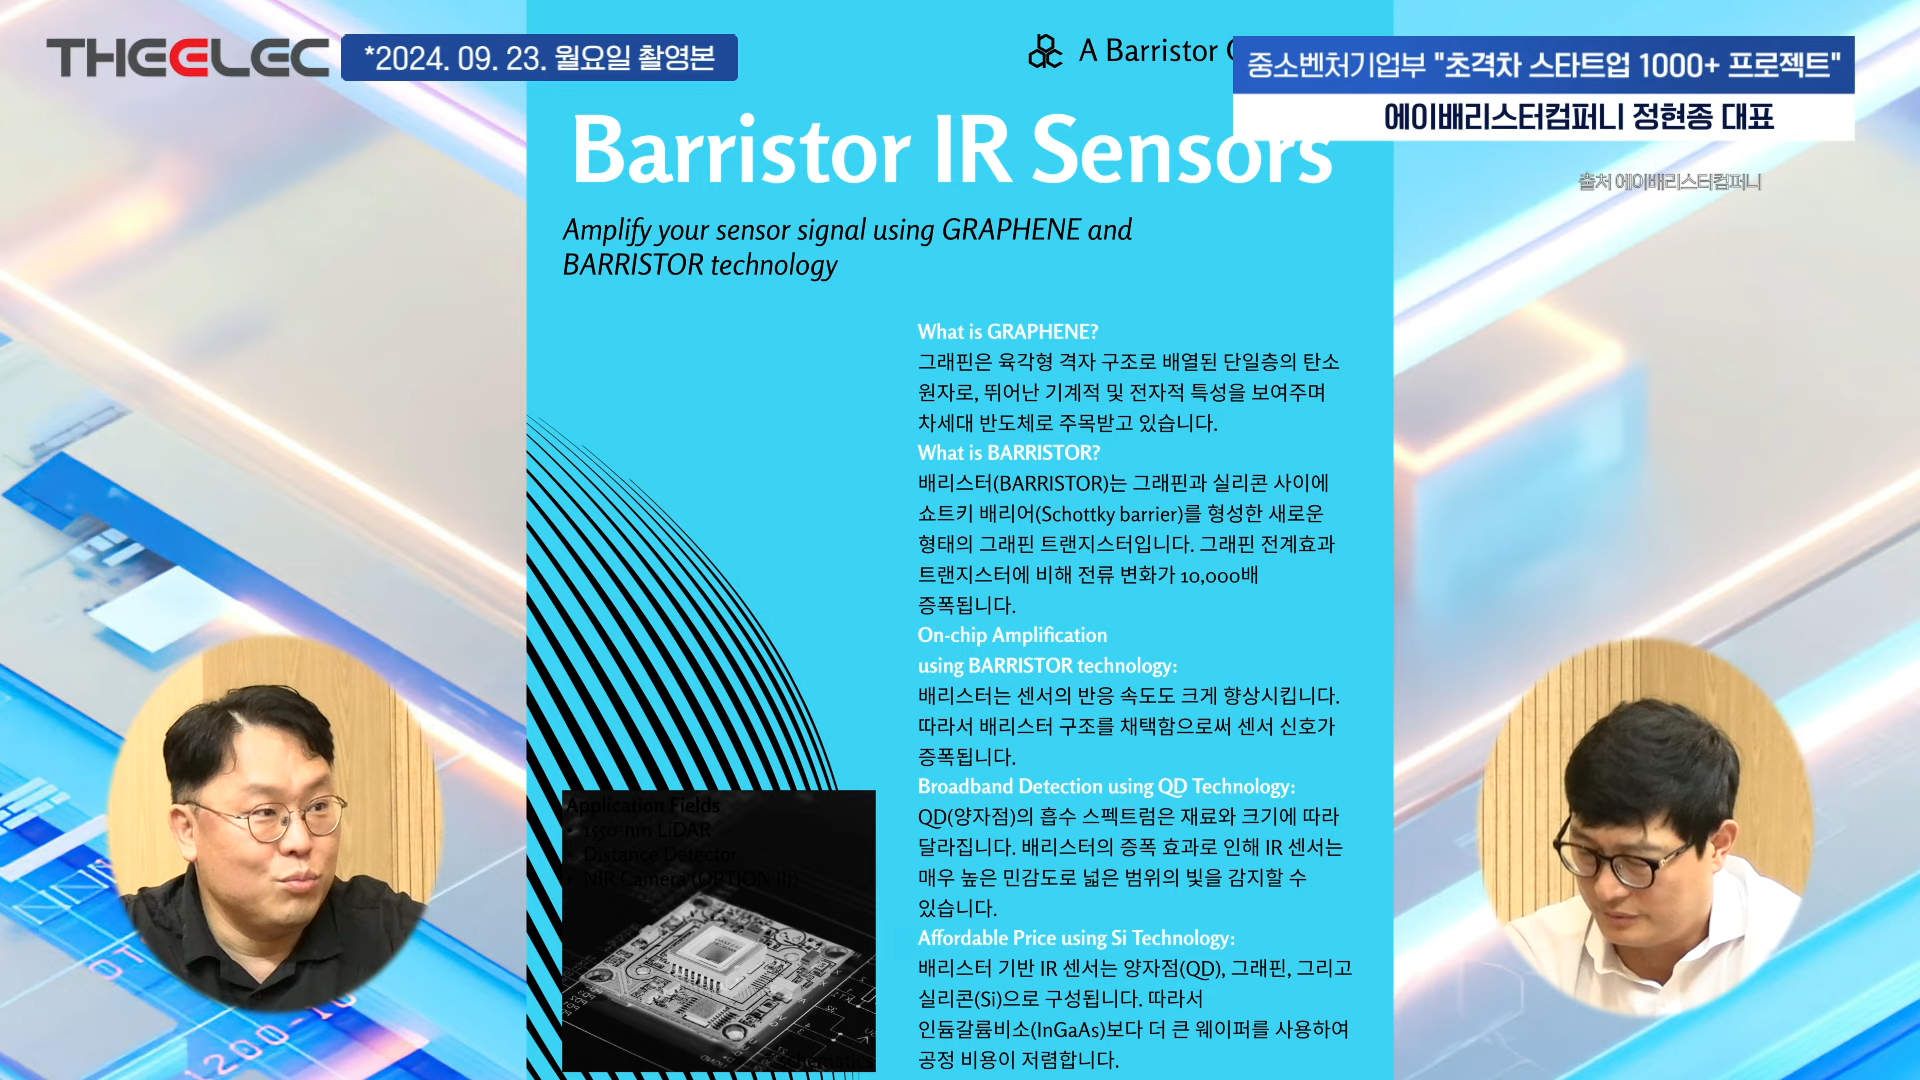 THEELEC
*2024. 09. 23. 월요일 촬영본
A Barristor
중소벤처기업부 "초격차 스타트업 1000+ 프로젝트"
에이배리스터컴퍼니 정현종 대표
출처 에이배리스터컴퍼니
Barristor IR Sensors
Amplify your sensor signal using GRAPHENE and
BARRISTOR technology
What is GRAPHENE?
그래핀은 육각형 격자 구조로 배열된 단일층의 탄소
원자로, 뛰어난 기계적 및 전자적 특성을 보여주며
차세대 반도체로 주목받고 있습니다.
What is BARRISTOR?
배리스터(BARRISTOR)는 그래핀과 실리콘 사이에
쇼트키 배리어(Schottky barrier)를 형성한 새로운
형태의 그래핀 트랜지스터입니다. 그래핀 전계효과
트랜지스터에 비해 전류 변화가 10,000배
증폭됩니다.
On-chip Amplification
using BARRISTOR technology:
배리스터는 센서의 반응 속도도 크게 향상시킵니다.
따라서 배리스터 구조를 채택함으로써 센서 신호가
증폭됩니다.
Broadband Detection using QD Technology:
QD(양자점)의 흡수 스펙트럼은 재료와 크기에 따라
달라집니다. 배리스터의 증폭 효과로 인해 IR 센서는
매우 높은 민감도로 넓은 범위의 빛을 감지할 수
있습니다.
Affordable Price using Si Technology:
배리스터 기반 IR 센서는 양자점(QD), 그래핀, 그리고
실리콘(Si)으로 구성됩니다. 따라서
인듐갈륨비소(InGaAs)보다 더 큰 웨이퍼를 사용하여
공정 비용이 저렴합니다.
Application Fields
• 1550-nm LiDAR
• Distance Detector
• NIR Camera (OPTION III)